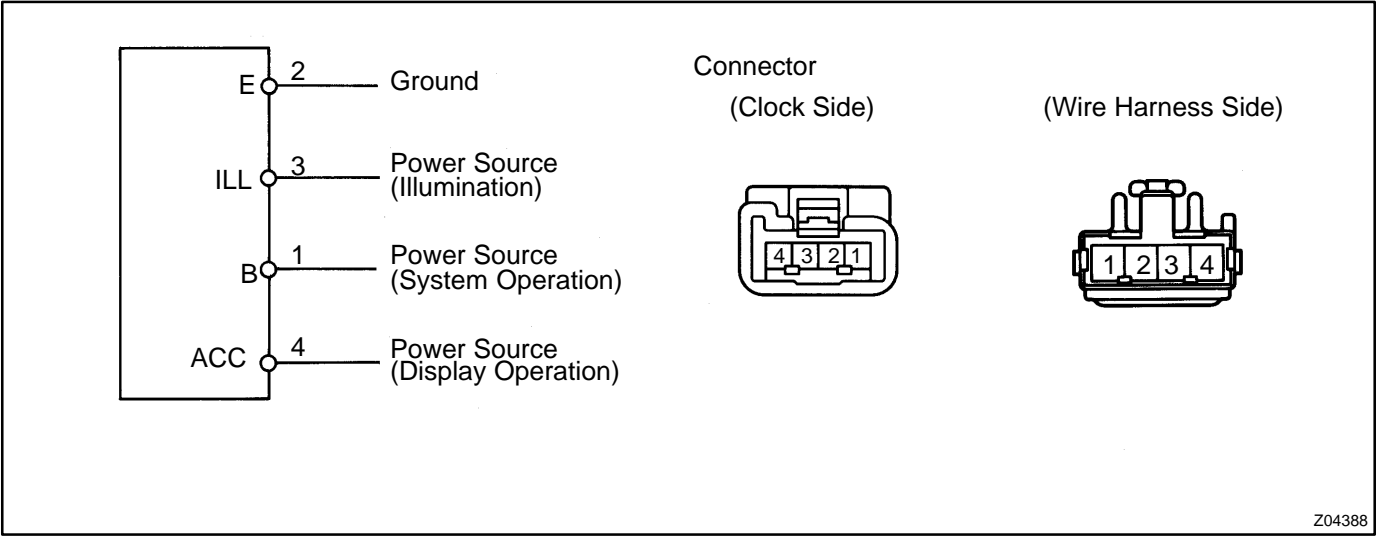 E 2 Ground
ILL 3 Power Source
(Illumination)
B 1 Power Source
(System Operation)
ACC 4 Power Source
(Display Operation)
Connector
(Clock Side)
4 3 2 1
(Wire Harness Side)
1 2 3 4
Z04388